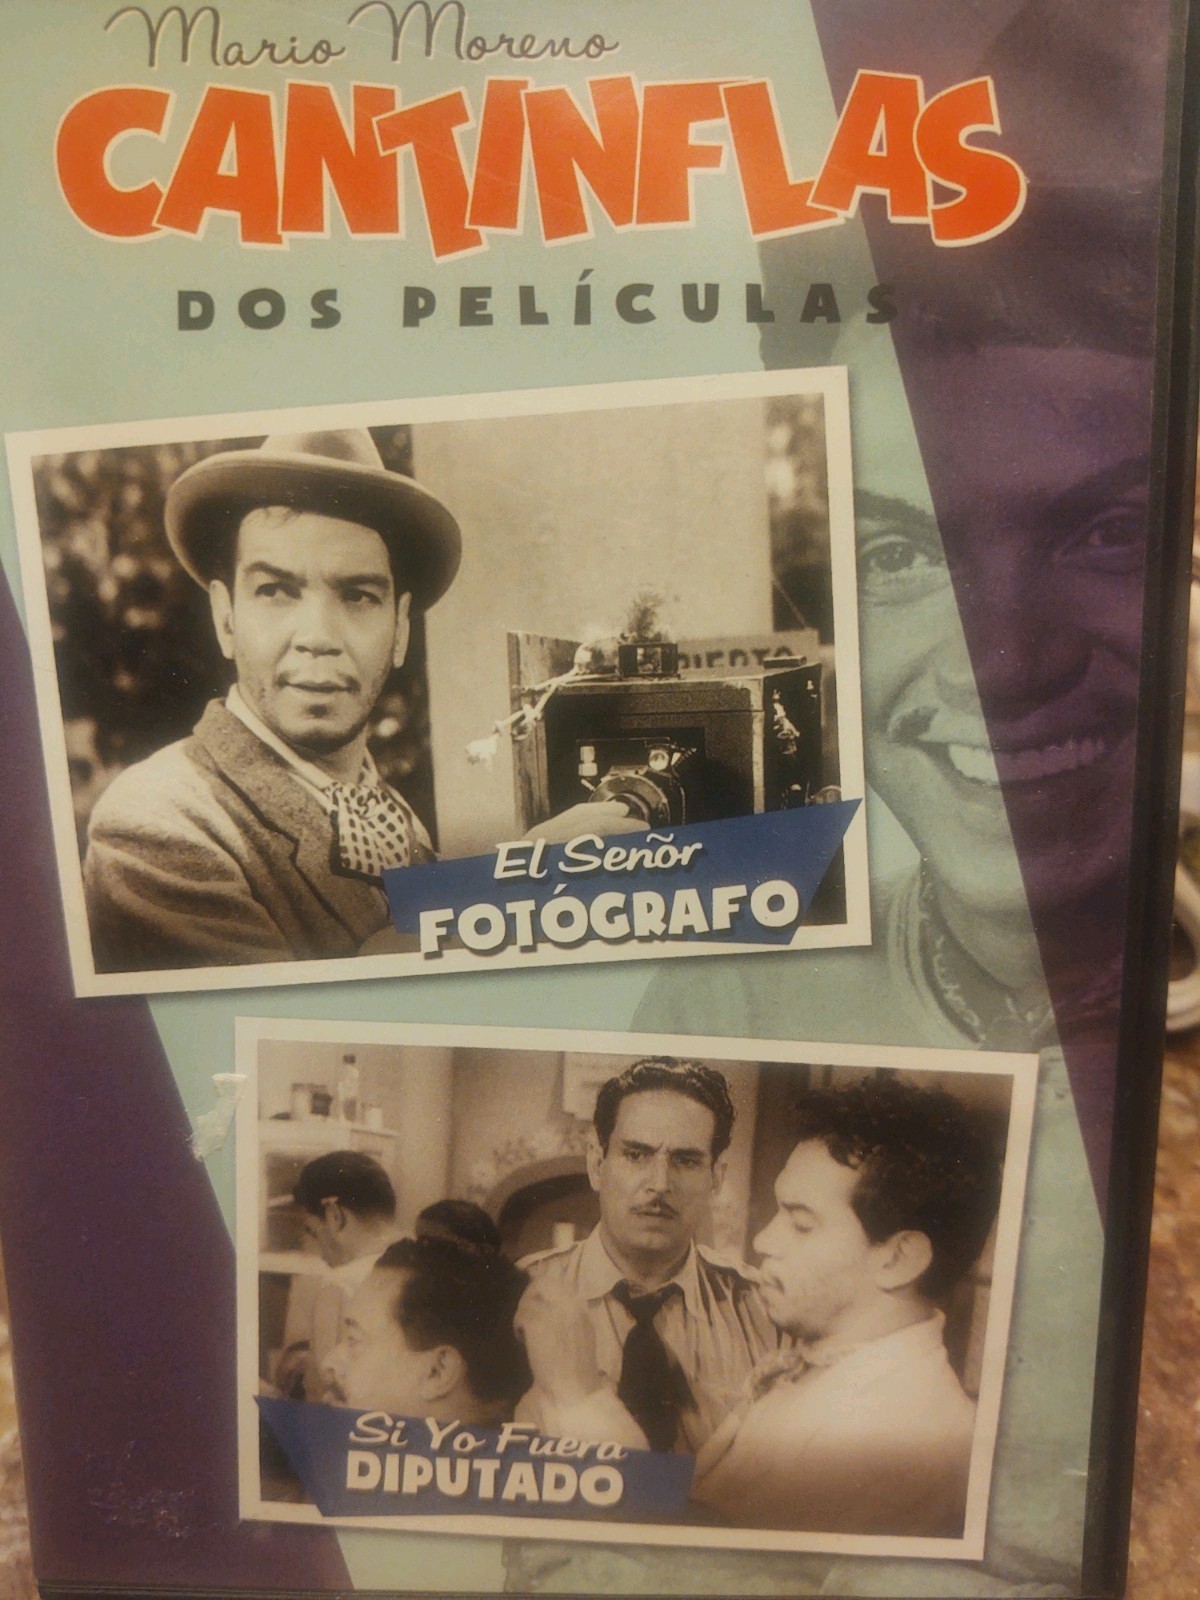 Mario Moreno
CANTINFLAS
DOS PELÍCULAS
El Señor
FOTÓGRAFO
Si Yo Fuera
DIPUTADO